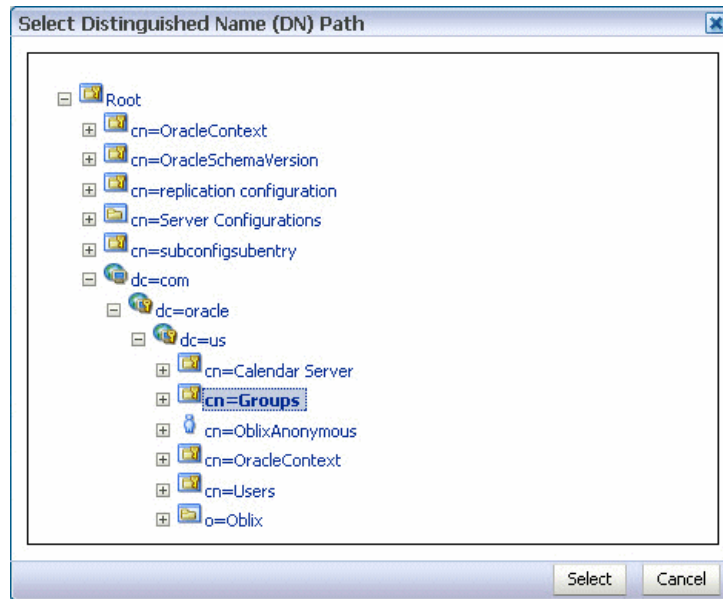 Select Distinguished Name (DN) Path
Root
cn=OracleContext
cn=OracleSchemaVersion
cn=replication configuration
cn=Server Configurations
cn=subconfigsubentry
dc=com
dc=oracle
dc=us
cn=Calendar Server
cn=Groups
cn=OblixAnonymous
cn=OracleContext
cn=Users
o=Oblix
Select Cancel